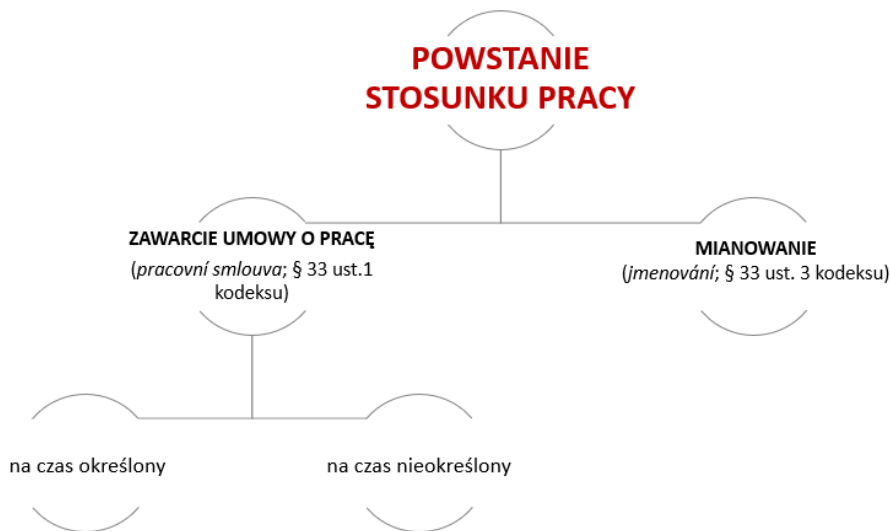 POWSTANIE
STOSUNKU PRACY
ZAWARCIE UMOWY O PRACĘ
(pracovní smlouva; § 33 ust.1
kodeksu)
MIANOWANIE
(jmenování; § 33 ust. 3 kodeksu)
na czas określony
na czas nieokreślony